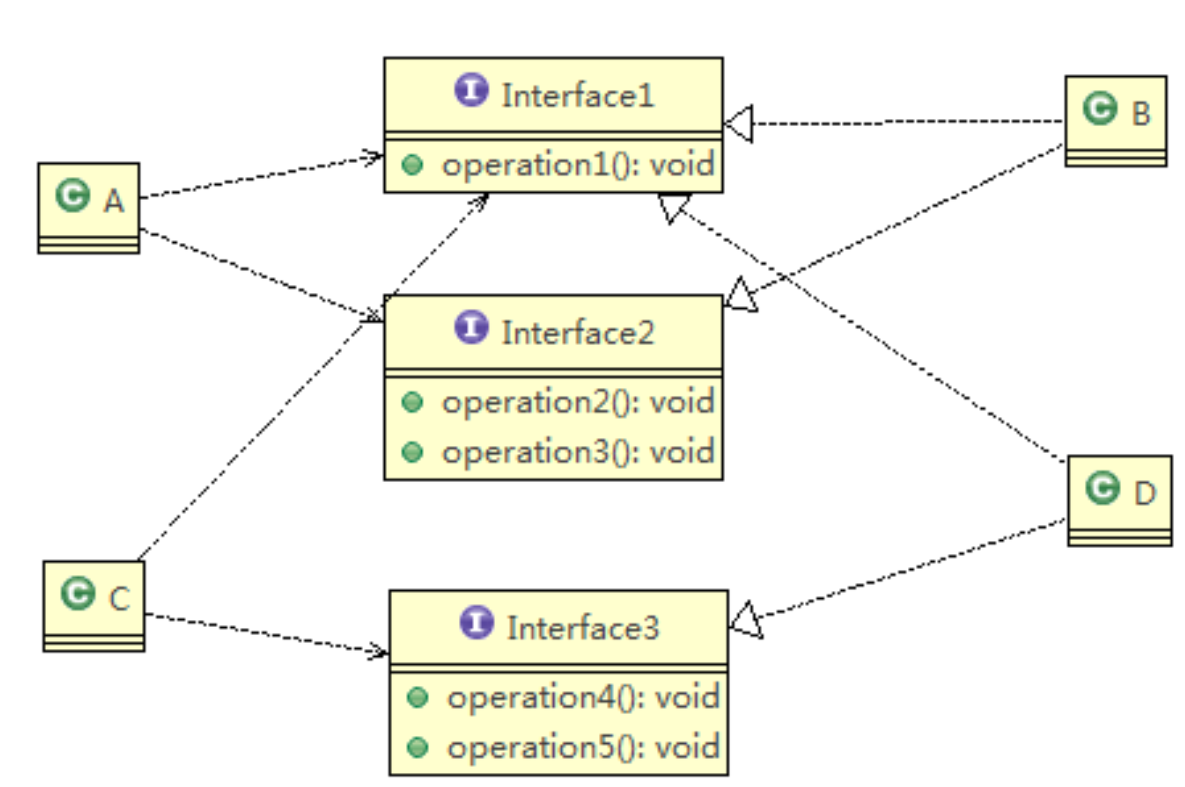 I Interface1
operation1(): void
C B
C A
I Interface2
operation2(): void
operation3(): void
C D
C C
I Interface3
operation4(): void
operation5(): void